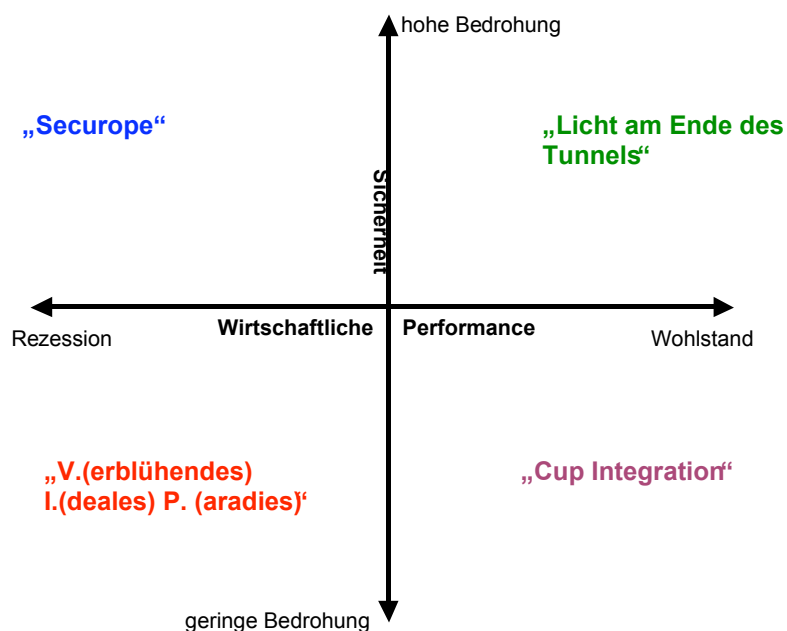 hohe Bedrohung
„Securope“
„Licht am Ende des
Tunnels“
Sicherheit
Wirtschaftliche Performance
Rezession
Wohlstand
„V.(erblühendes)
I.(deales) P. (aradies)“
„Cup Integration“
geringe Bedrohung